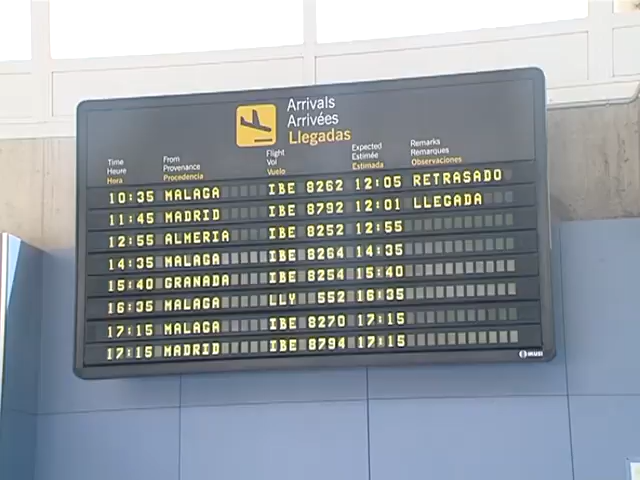 Arrivals
Arrivées
Llegadas
Time From Flight Expected Remarks
Heure Provenance Vol Estimée Remarques
Hora Procedencia Vuelo Estimada Observaciones
10:35 MALAGA IBE 8262 12:05 RETRASADO
11:45 MADRID IBE 8792 12:01 LLEGADA
12:55 ALMERIA IBE 8252 12:55
14:35 MALAGA IBE 8264 14:35
15:40 GRANADA IBE 8254 15:40
16:35 MALAGA LLY 552 16:35
17:15 MALAGA IBE 8270 17:15
17:15 MADRID IBE 8794 17:15
IKUSI